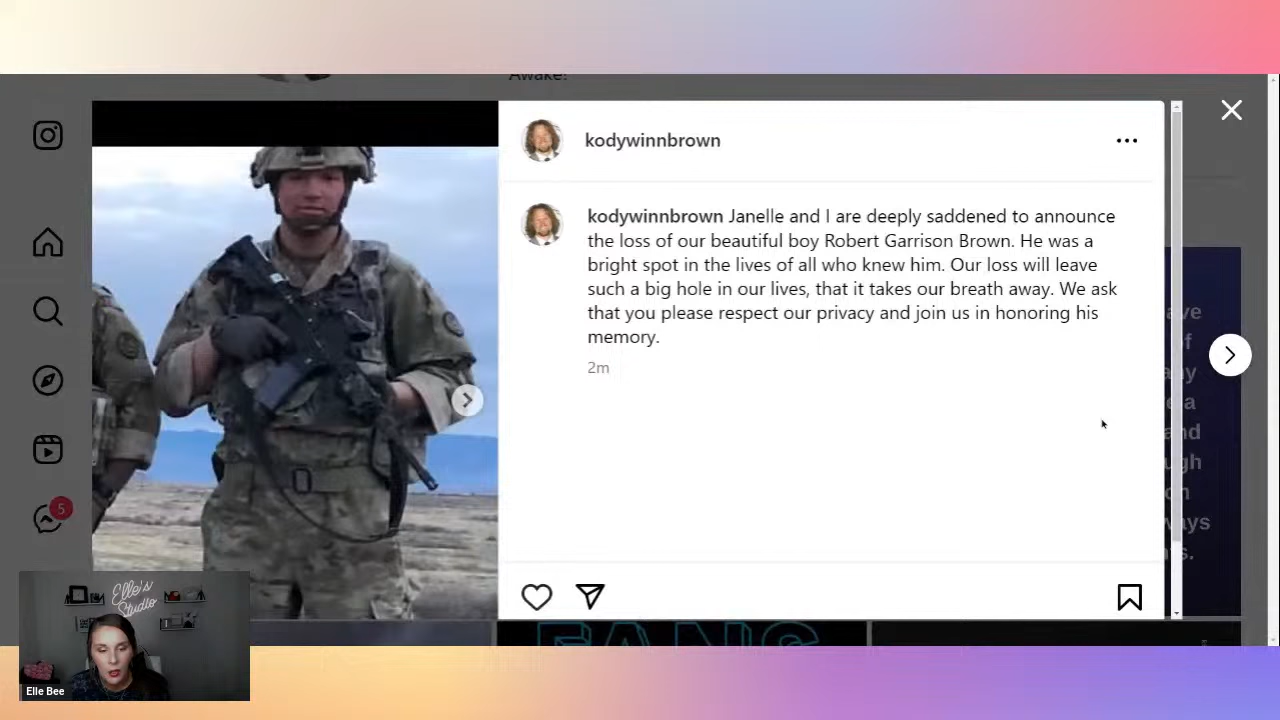 Awake!
kodywinnbrown
kodywinnbrown Janelle and I are deeply saddened to announce
the loss of our beautiful boy Robert Garrison Brown. He was a
bright spot in the lives of all who knew him. Our loss will leave
such a big hole in our lives, that it takes our breath away. We ask
that you please respect our privacy and join us in honoring his
memory.
2m
5
FANS
Elle's
Studio
Elle Bee